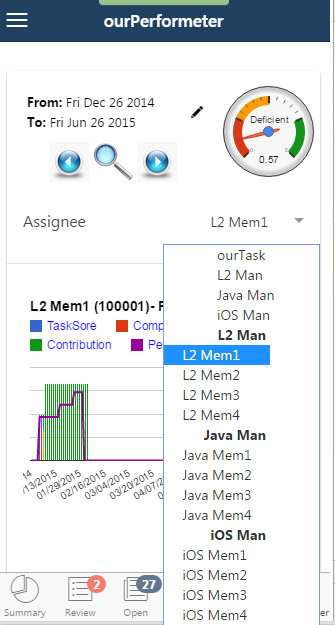 ourPerformeter
From: Fri Dec 26 2014
To: Fri Jun 26 2015
Deficient
0.57
Assignee
L2 Mem1
ourTask
L2 Man
Java Man
iOS Man
L2 Man
L2 Mem1
L2 Mem2
L2 Mem3
L2 Mem4
Java Man
Java Mem1
Java Mem2
Java Mem3
Java Mem4
iOS Man
iOS Mem1
iOS Mem2
iOS Mem3
iOS Mem4
L2 Mem1 (100001)- F
TaskSore
Comp
Contribution
Pe
14
/13/2015
01/29/2015
02/16/2015
03/04/2015
03/20/2015
04/07/2
Summary
Review
2
Open
27
er